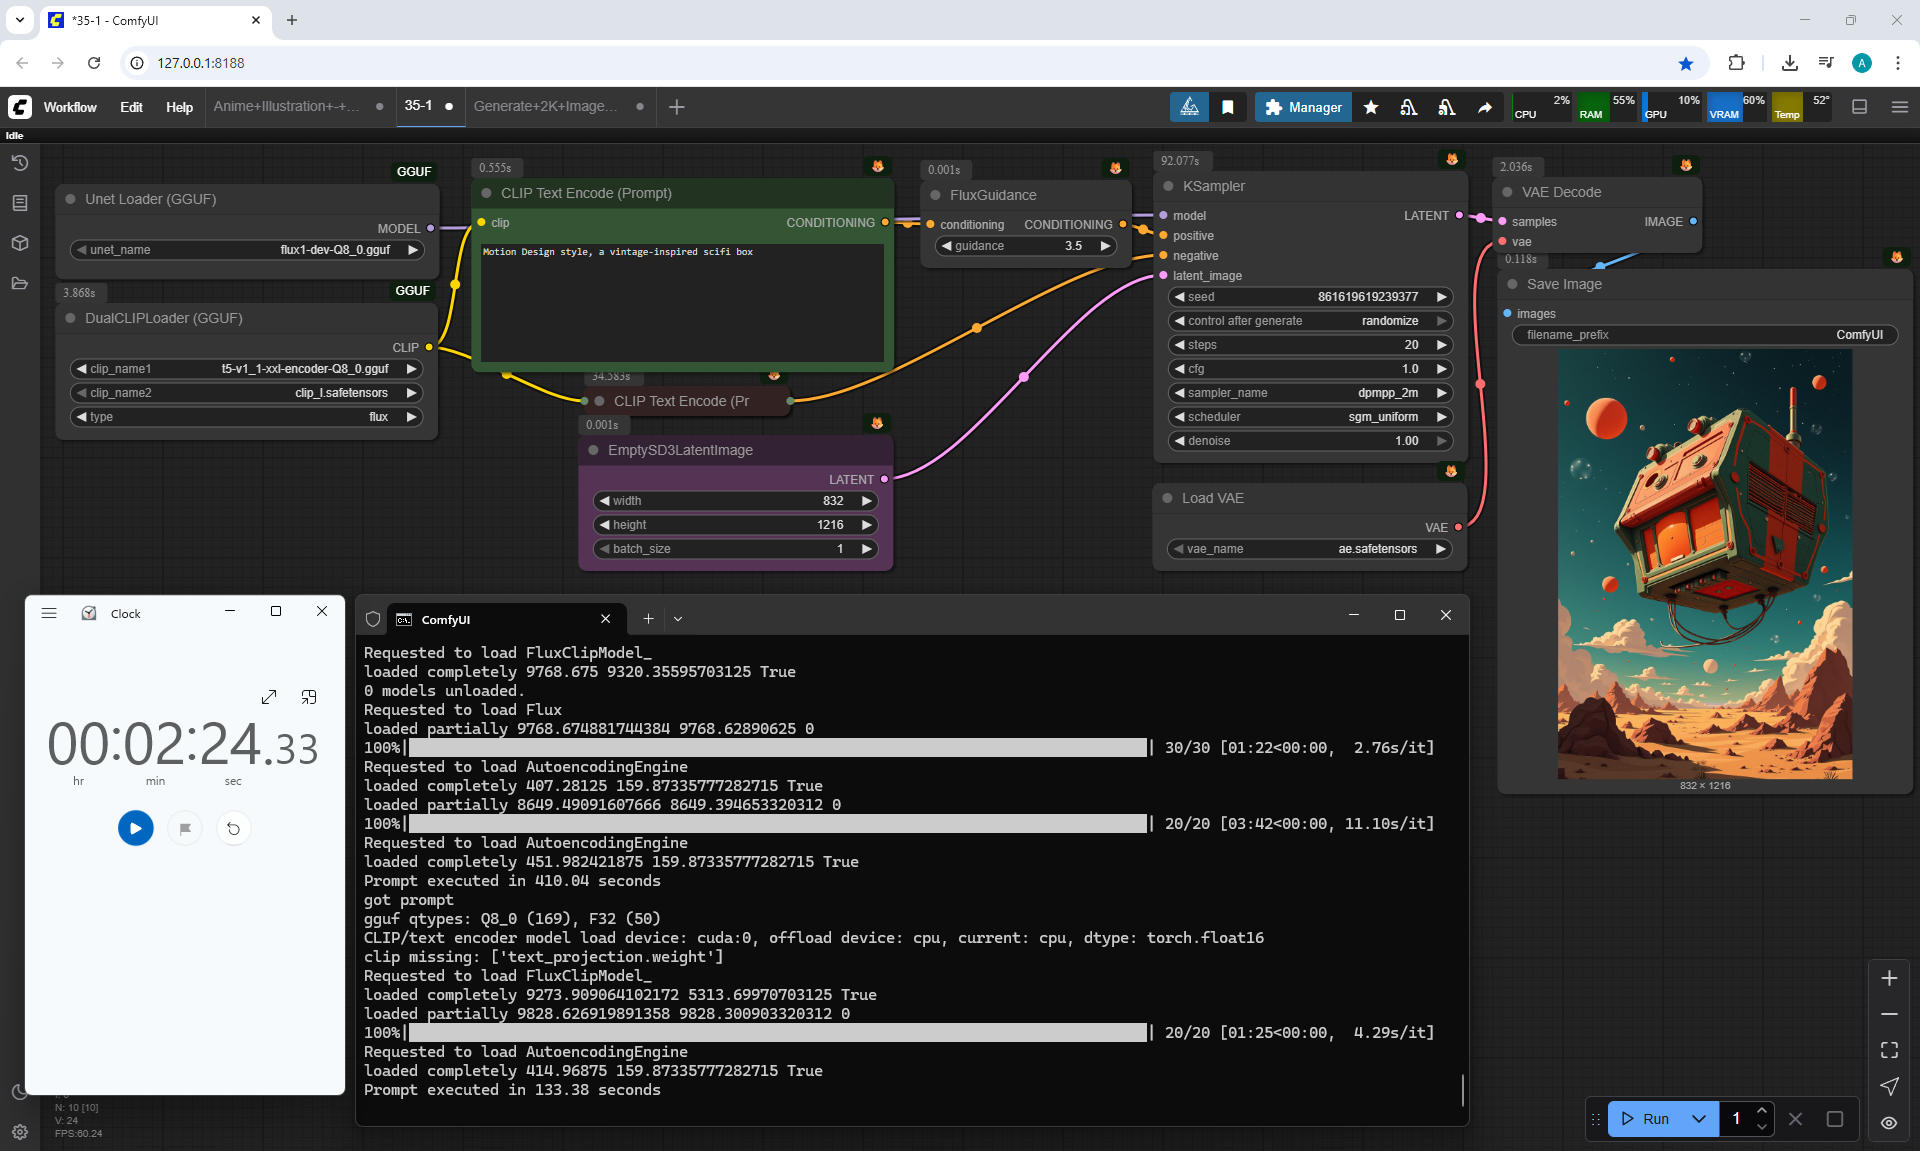 *35-1 - ComfyUI
127.0.0.1:8188
Workflow Edit Help Anime+Illustration+-+... 35-1 Generate+2K+Image... Manager CPU 2% RAM 55% GPU 10% VRAM 60% Temp 52°
Idle
GGUF
Unet Loader (GGUF)
MODEL
unet_name flux1-dev-Q8_0.gguf
3.868s GGUF
DualCLIPLoader (GGUF)
CLIP
clip_name1 t5-v1_1-xxl-encoder-Q8_0.gguf
clip_name2 clip_l.safetensors
type flux
0.555s
CLIP Text Encode (Prompt)
clip CONDITIONING
Motion Design style, a vintage-inspired scifi box
34.583s
CLIP Text Encode (Pr
0.001s
EmptySD3LatentImage
LATENT
width 832
height 1216
batch_size 1
0.001s
FluxGuidance
conditioning CONDITIONING
guidance 3.5
92.077s
KSampler
model LATENT
positive
negative
latent_image
seed 861619619239377
control after generate randomize
steps 20
cfg 1.0
sampler_name dpmpp_2m
scheduler sgm_uniform
denoise 1.00
Load VAE
VAE
vae_name ae.safetensors
2.036s
VAE Decode
samples IMAGE
vae
0.118s
Save Image
images
filename_prefix ComfyUI
832 × 1216
Clock
00:02:24.33
hr min sec
ComfyUI
Requested to load FluxClipModel_
loaded completely 9768.675 9320.35595703125 True
0 models unloaded.
Requested to load Flux
loaded partially 9768.674881744384 9768.62890625 0
100%| | 30/30 [01:22<00:00, 2.76s/it]
Requested to load AutoencodingEngine
loaded completely 407.28125 159.87335777282715 True
loaded partially 8649.49091607666 8649.394653320312 0
100%| | 20/20 [03:42<00:00, 11.10s/it]
Requested to load AutoencodingEngine
loaded completely 451.982421875 159.87335777282715 True
Prompt executed in 410.04 seconds
got prompt
gguf qtypes: Q8_0 (169), F32 (50)
CLIP/text encoder model load device: cuda:0, offload device: cpu, current: cpu, dtype: torch.float16
clip missing: ['text_projection.weight']
Requested to load FluxClipModel_
loaded completely 9273.909064102172 5313.69970703125 True
loaded partially 9828.626919891358 9828.300903320312 0
100%| | 20/20 [01:25<00:00, 4.29s/it]
Requested to load AutoencodingEngine
loaded completely 414.96875 159.87335777282715 True
Prompt executed in 133.38 seconds
N: 10 [10]
V: 24
FPS:60.24
Run 1